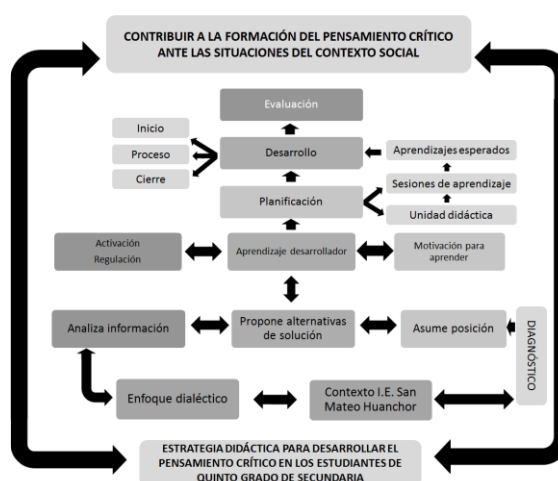 CONTRIBUIR A LA FORMACIÓN DEL PENSAMIENTO CRÍTICO
ANTE LAS SITUACIONES DEL CONTEXTO SOCIAL
Evaluación
Inicio
Desarrollo
Aprendizajes esperados
Proceso
Cierre
Planificación
Sesiones de aprendizaje
Unidad didáctica
Activación
Regulación
Aprendizaje desarrollador
Motivación para
aprender
Analiza información
Propone alternativas
de solución
Asume posición
DIAGNÓSTICO
Enfoque dialéctico
Contexto I.E. San
Mateo Huanchor
ESTRATEGIA DIDÁCTICA PARA DESARROLLAR EL
PENSAMIENTO CRÍTICO EN LOS ESTUDIANTES DE
QUINTO GRADO DE SECUNDARIA